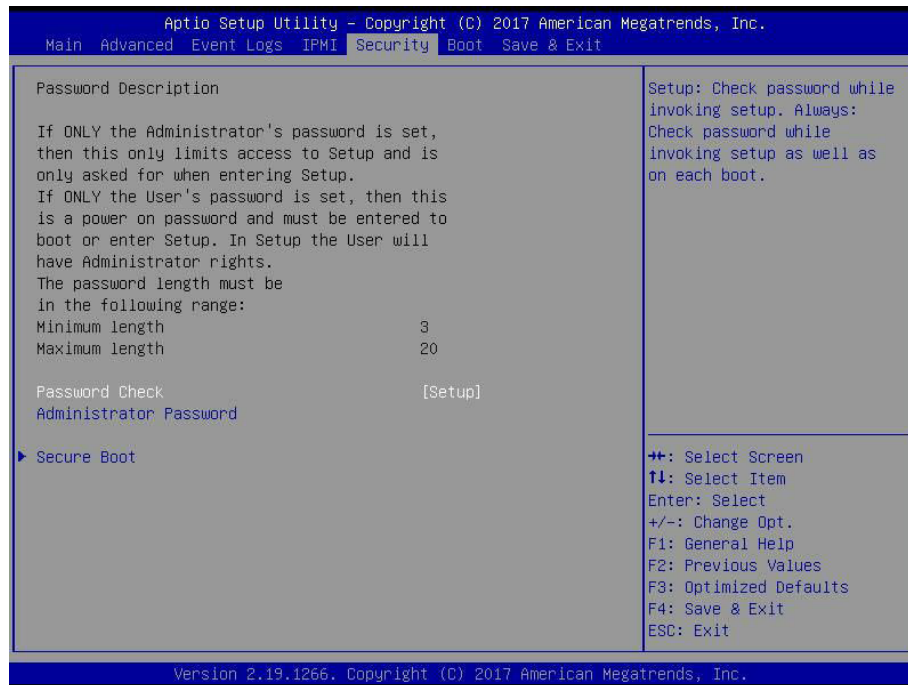 Aptio Setup Utility – Copyright (C) 2017 American Megatrends, Inc.
Main Advanced Event Logs IPMI Security Boot Save & Exit
Password Description
If ONLY the Administrator's password is set,
then this only limits access to Setup and is
only asked for when entering Setup.
If ONLY the User's password is set, then this
is a power on password and must be entered to
boot or enter Setup. In Setup the User will
have Administrator rights.
The password length must be
in the following range:
Minimum length 3
Maximum length 20
Password Check [Setup]
Administrator Password
Secure Boot
Setup: Check password while
invoking setup. Always:
Check password while
invoking setup as well as
on each boot.
→←: Select Screen
↑↓: Select Item
Enter: Select
+/-: Change Opt.
F1: General Help
F2: Previous Values
F3: Optimized Defaults
F4: Save & Exit
ESC: Exit
Version 2.19.1266. Copyright (C) 2017 American Megatrends, Inc.